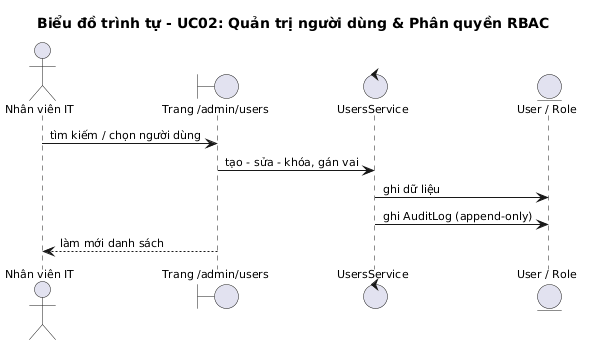 Biểu đồ trình tự - UC02: Quản trị người dùng & Phân quyền RBAC
Nhân viên IT
Trang /admin/users
UsersService
User / Role
tìm kiếm / chọn người dùng
tạo - sửa - khóa, gán vai
ghi dữ liệu
ghi AuditLog (append-only)
làm mới danh sách
Nhân viên IT
Trang /admin/users
UsersService
User / Role